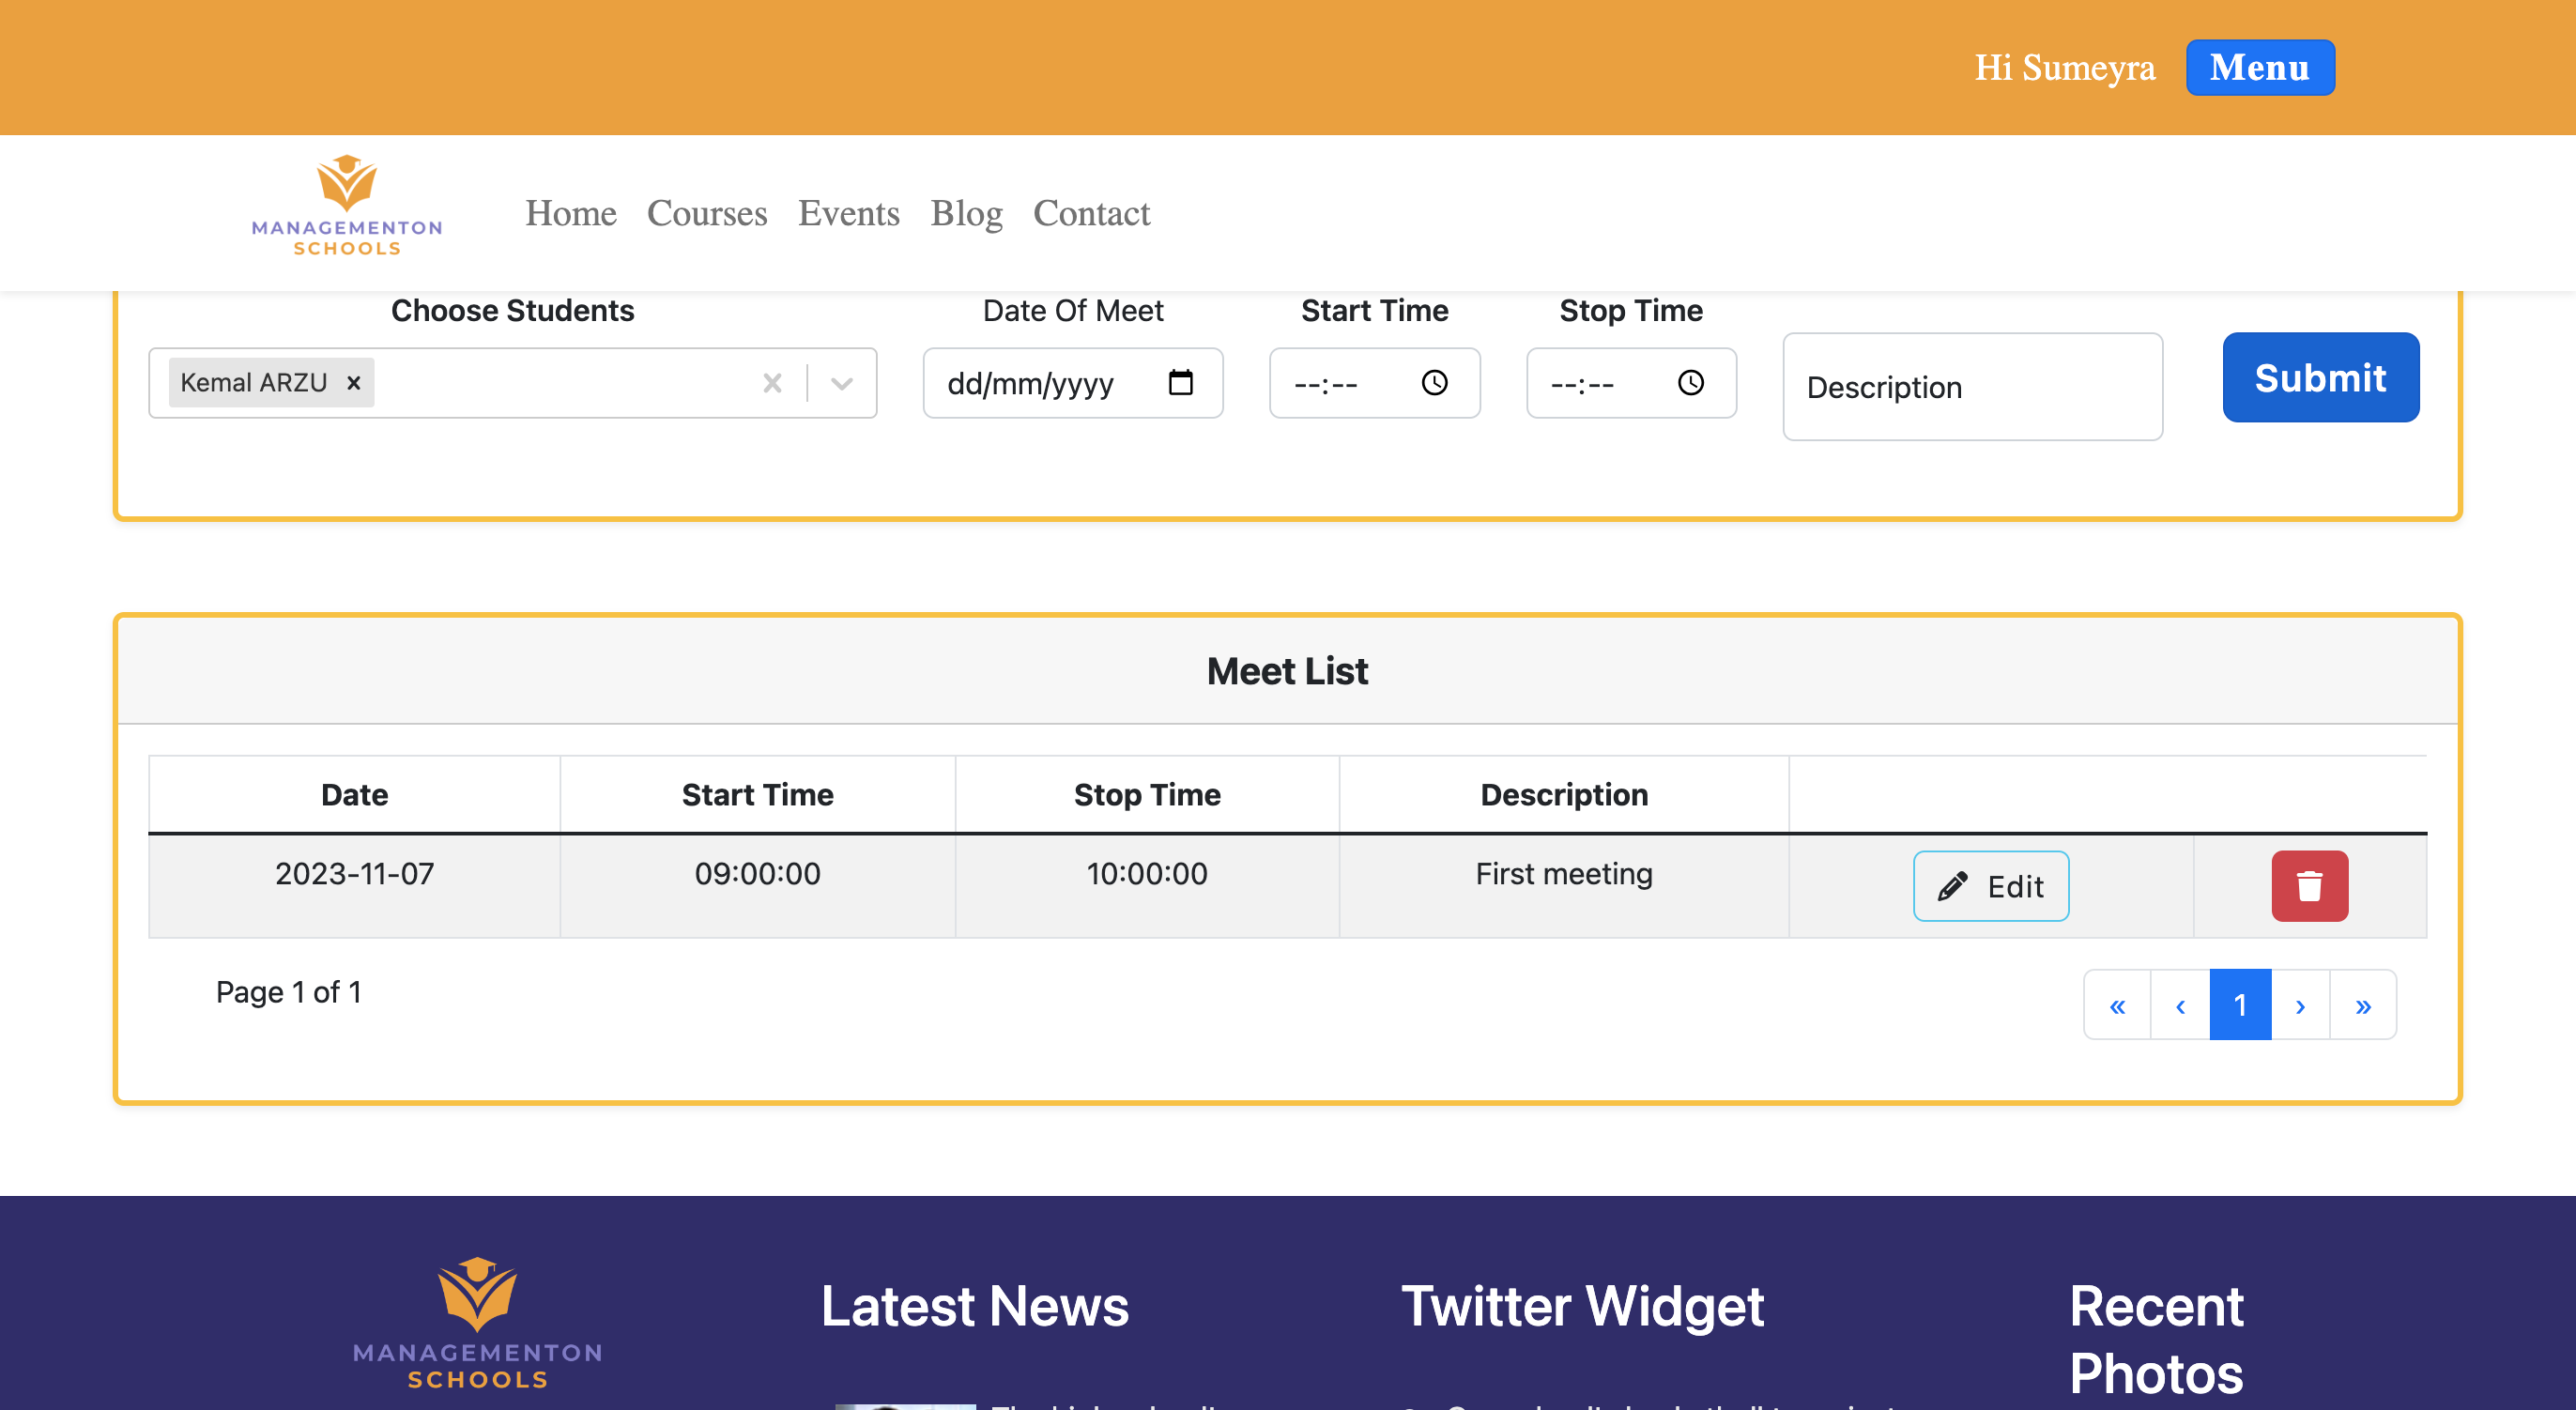 Hi Sumeyra Menu
MANAGEMENTON
SCHOOLS
Home Courses Events Blog Contact
Choose Students Date Of Meet Start Time Stop Time
Kemal ARZU × dd/mm/yyyy --:-- --:-- Description Submit
Meet List
Date Start Time Stop Time Description
2023-11-07 09:00:00 10:00:00 First meeting Edit
Page 1 of 1 « ‹ 1 › »
MANAGEMENTON
SCHOOLS
Latest News
Twitter Widget
Recent
Photos